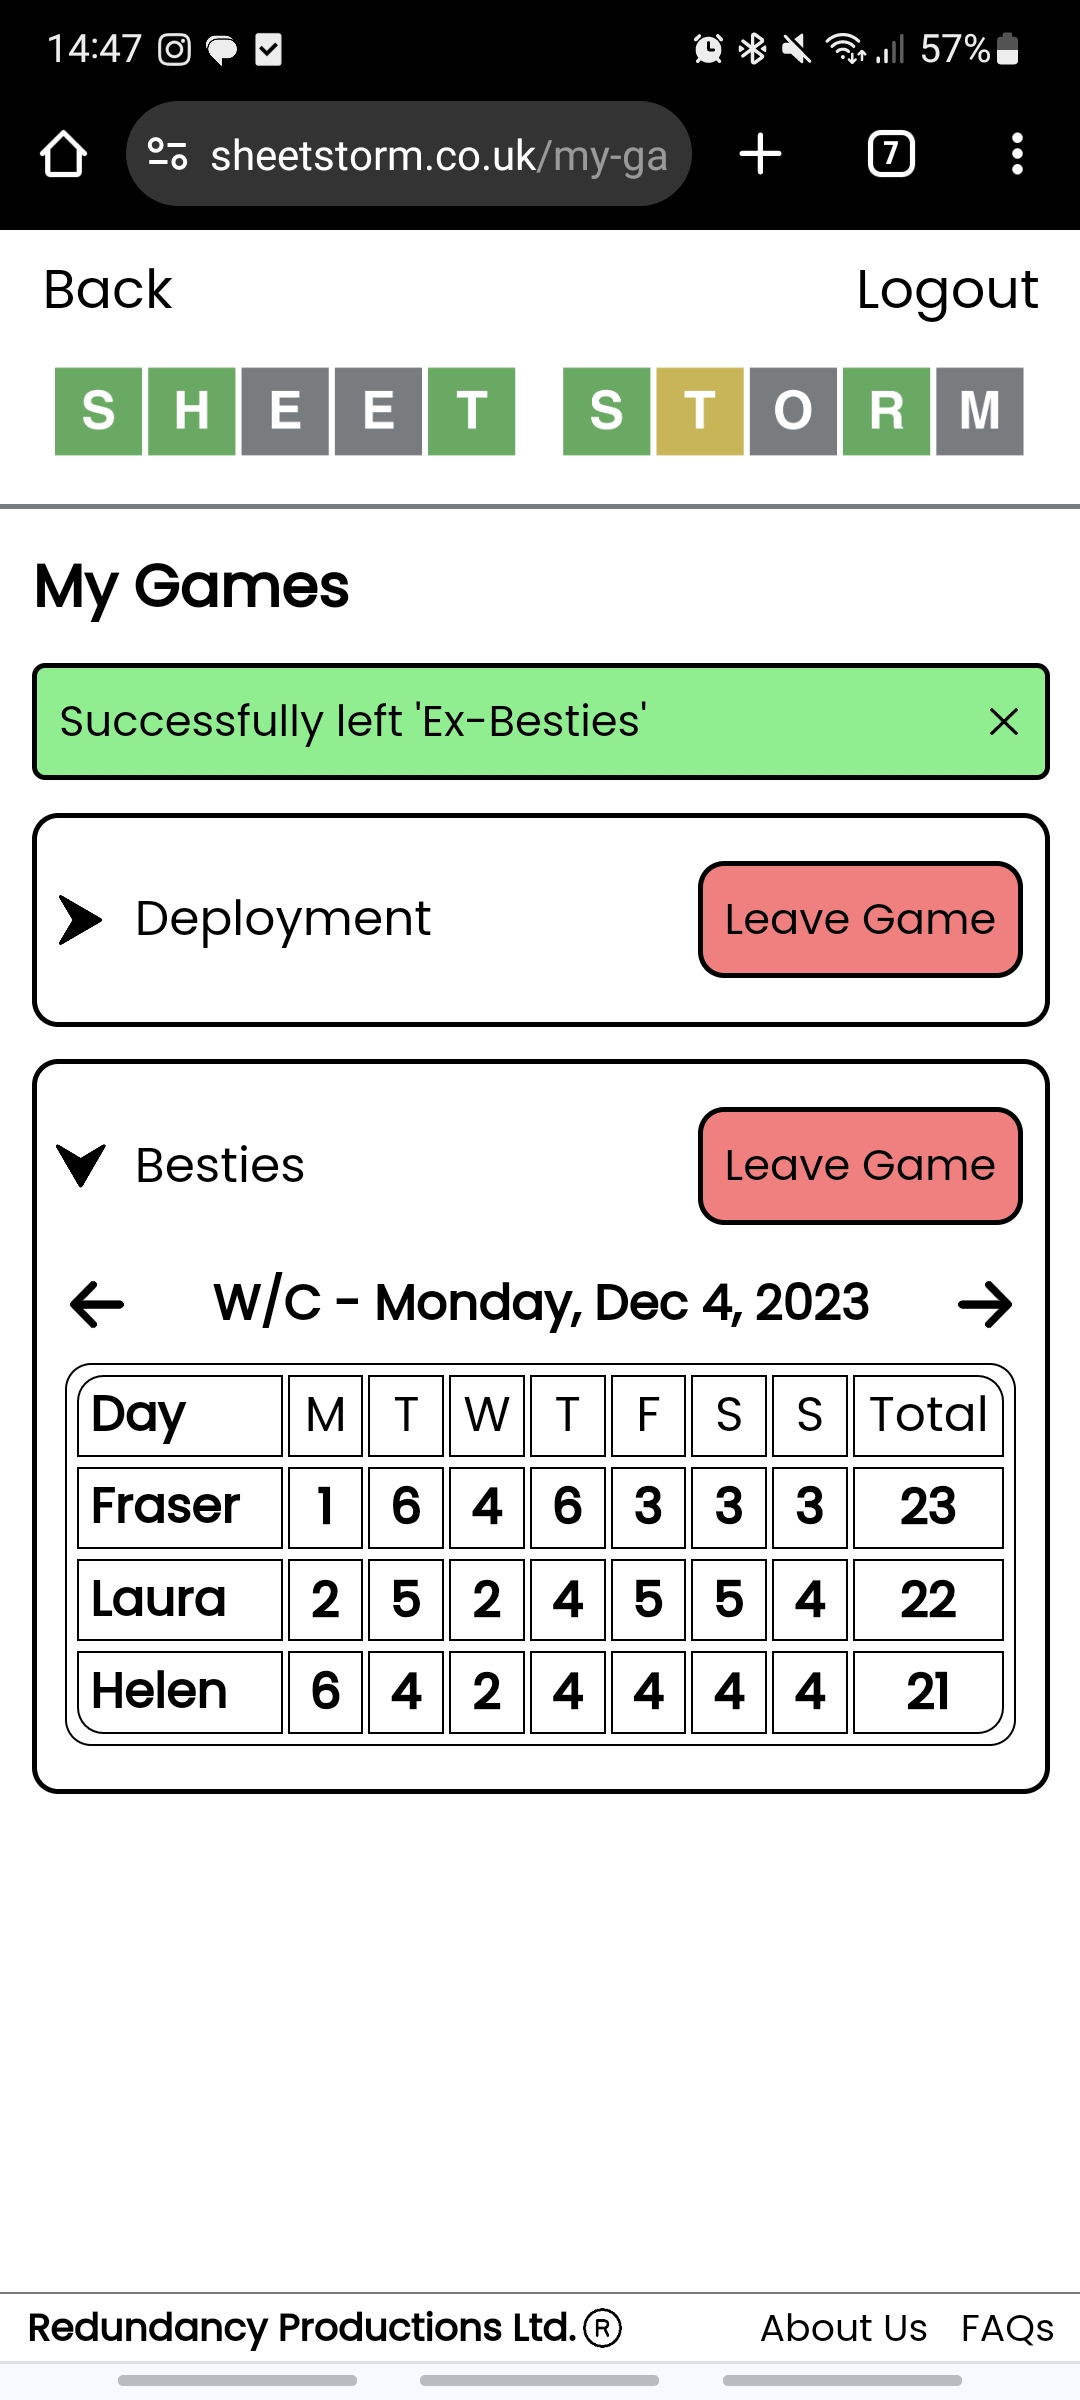 14:47 57%
sheetstorm.co.uk/my-ga 7
Back Logout
SHEET STORM
My Games
Successfully left 'Ex-Besties'
Deployment Leave Game
Besties Leave Game
W/C - Monday, Dec 4, 2023
Day M T W T F S S Total
Fraser 1 6 4 6 3 3 3 23
Laura 2 5 2 4 5 5 4 22
Helen 6 4 2 4 4 4 4 21
Redundancy Productions Ltd.® About Us FAQs